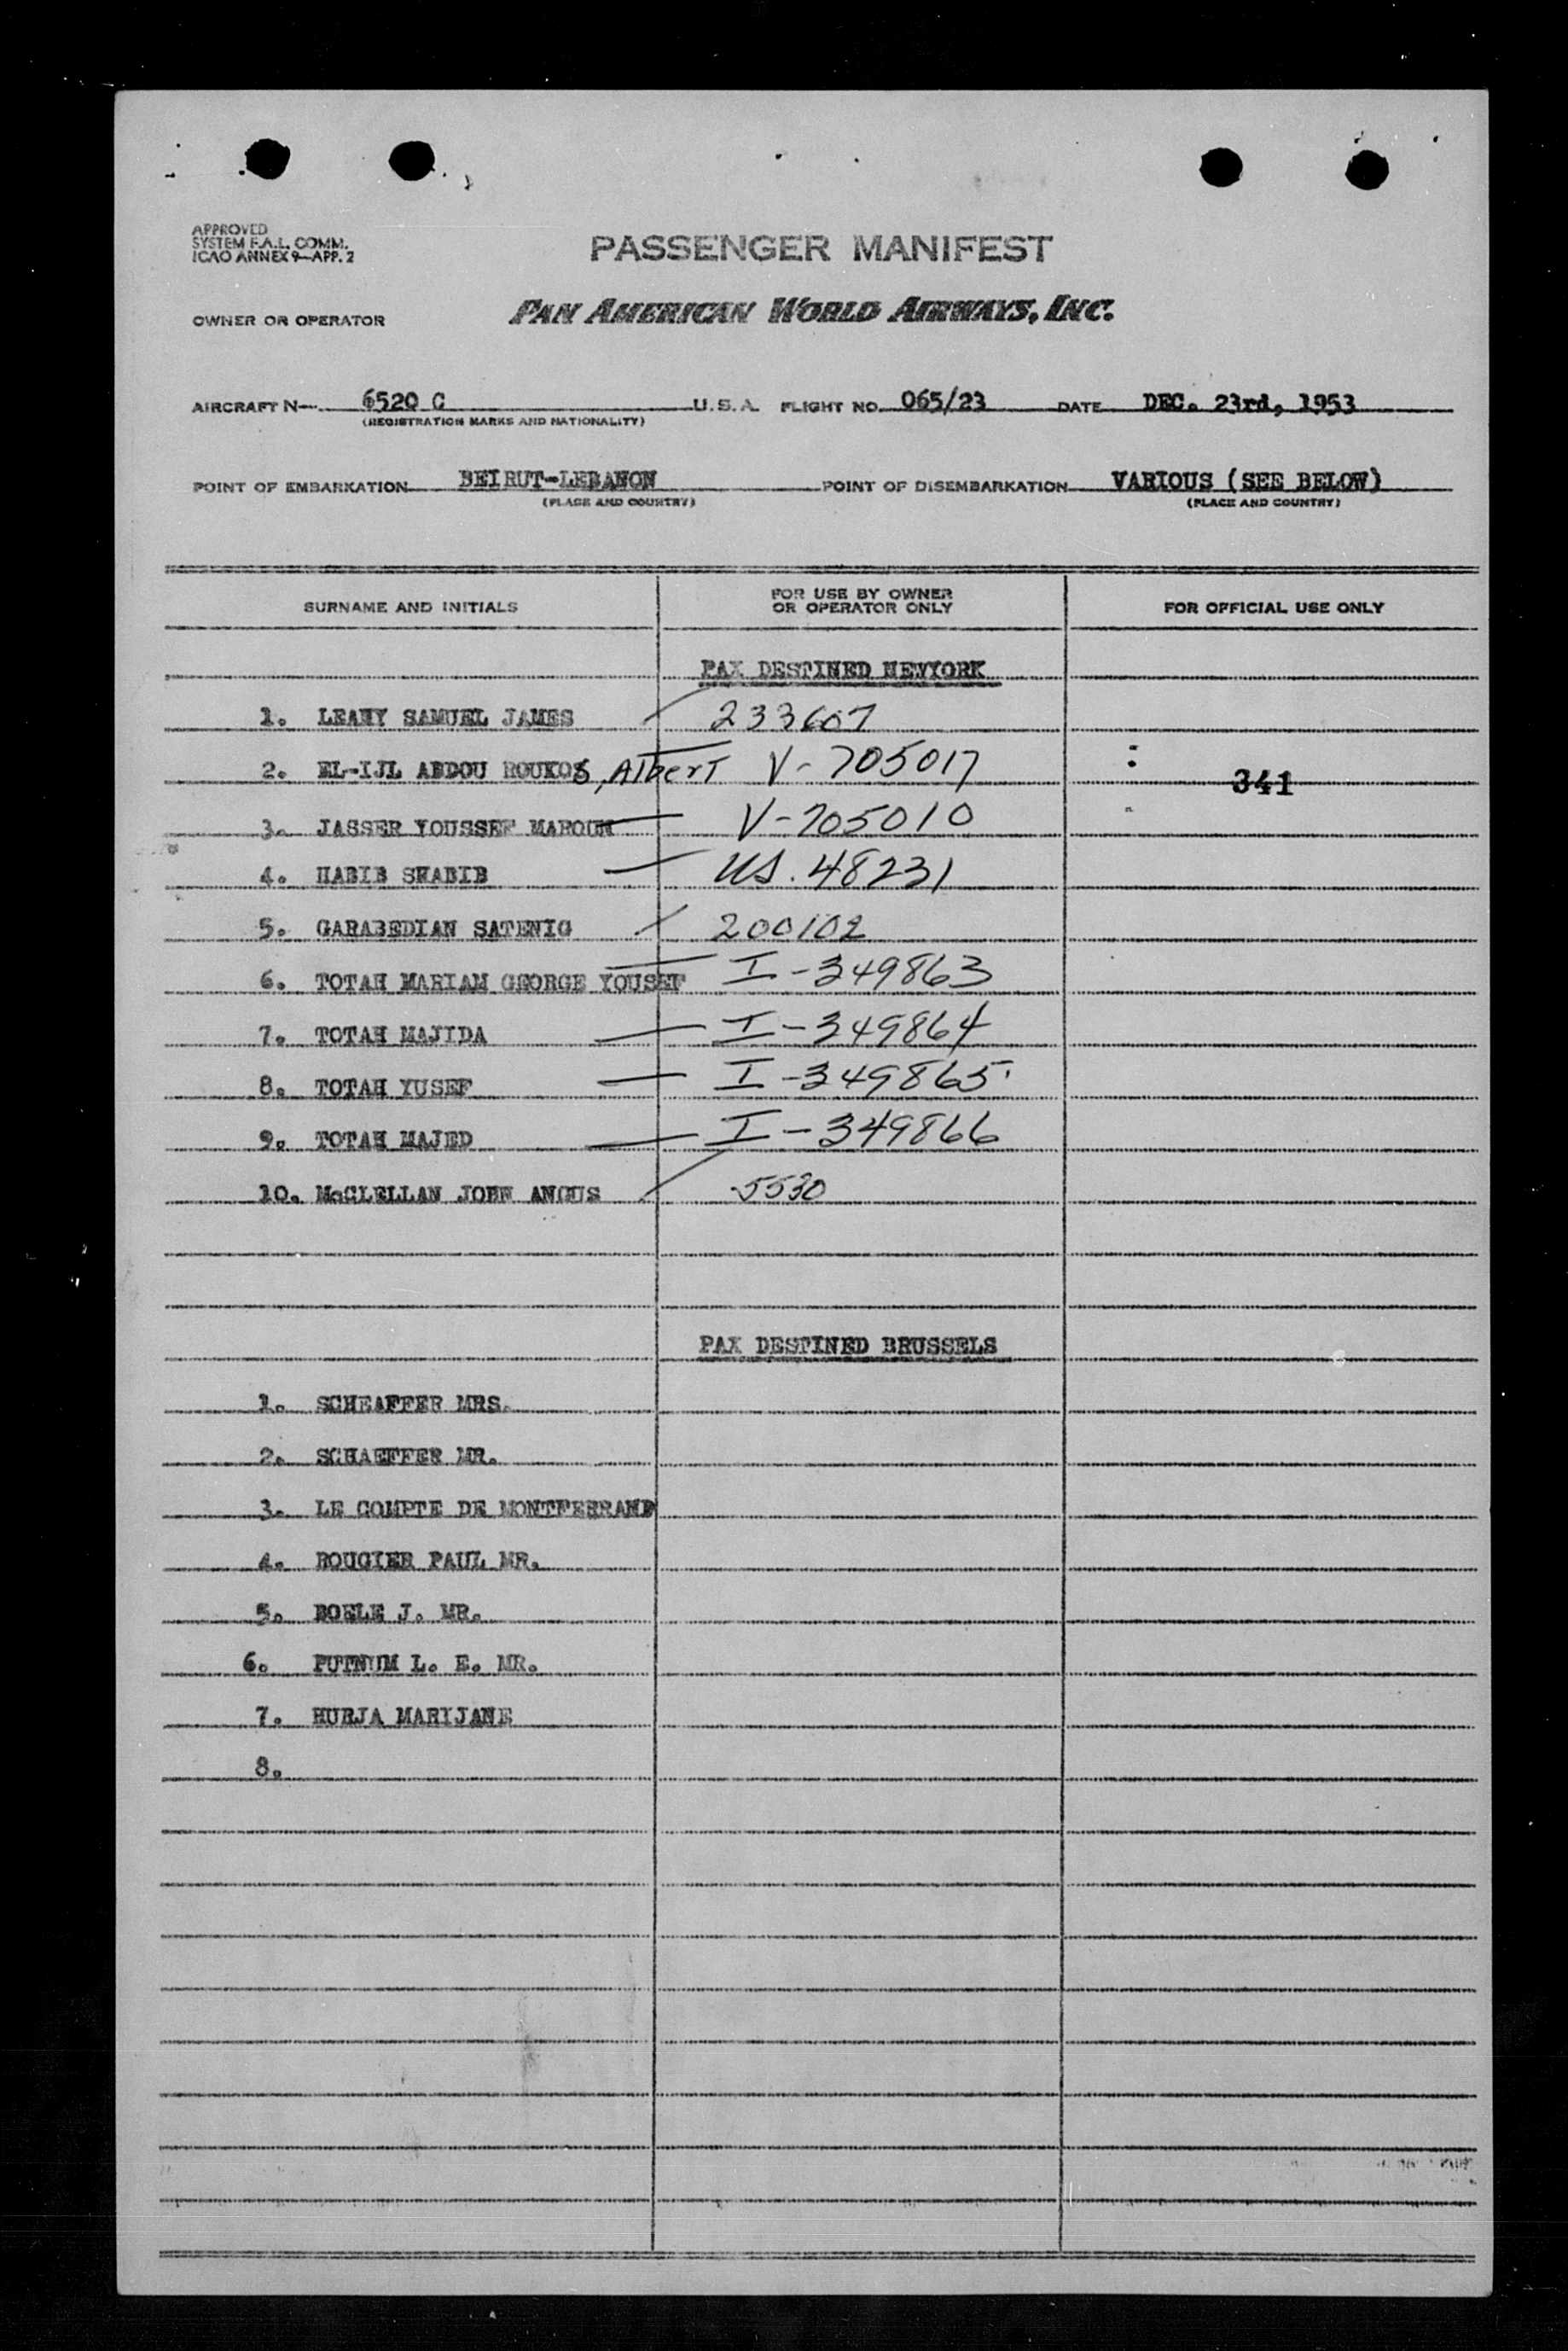 APPROVED
SYSTEM F.A.L. COMM.
ICAO ANNEX 9—APP. 2
PASSENGER MANIFEST
OWNER OR OPERATOR PAN AMERICAN WORLD AIRWAYS, INC.
AIRCRAFT N— 6520 C U.S.A. FLIGHT NO. 065/23 DATE DEC. 23rd, 1953
(REGISTRATION MARKS AND NATIONALITY)
POINT OF EMBARKATION BEIRUT-LEBANON POINT OF DISEMBARKATION VARIOUS (SEE BELOW)
(PLACE AND COUNTRY) (PLACE AND COUNTRY)
SURNAME AND INITIALS FOR USE BY OWNER OR OPERATOR ONLY FOR OFFICIAL USE ONLY
PAX DESTINED NEWYORK
1. LEAHY SAMUEL JAMES 233607
2. EL-IJL ABDOU ROUKOS, Albert V-705017 341
3. JASSER YOUSSEF MAROUN V-705010
4. HABIB SHABIB US. 48231
5. GARABEDIAN SATENIG 200102
6. TOTAH MARIAM GEORGE YOUSEF I-349863
7. TOTAH MAJIDA I-349864
8. TOTAH YUSEF I-349865
9. TOTAH MAJED I-349866
10. McCLELLAN JOHN ANGUS 5530
PAX DESTINED BRUSSELS
1. SCHEAFFER MRS.
2. SCHAEFFER MR.
3. LE COMPTE DE MONTFERRAND
4. ROUGIER PAUL MR.
5. BOELE J. MR.
6. PUTNUM L. E. MR.
7. HURJA MARYJANE
8.